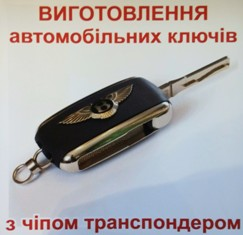 ВИГОТОВЛЕННЯ
автомобільних ключів
з чіпом транспондером